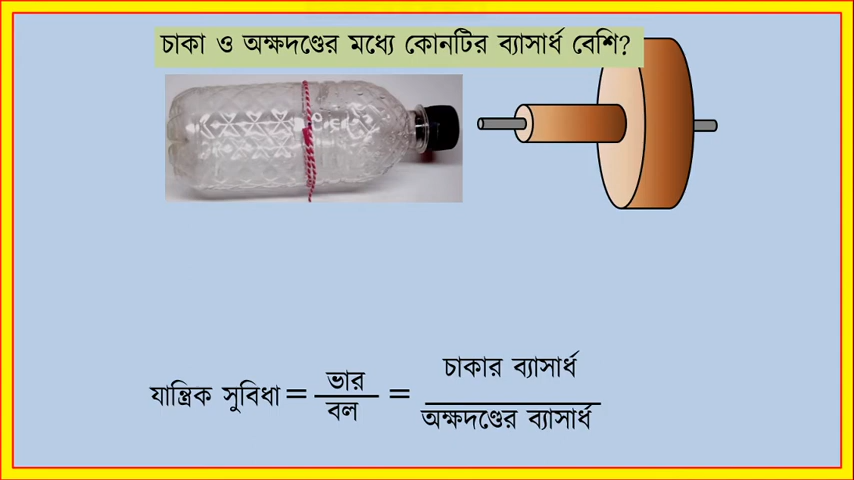 চাকা ও অক্ষদণ্ডের মধ্যে কোনটির ব্যাসার্ধ বেশি?
যান্ত্রিক সুবিধা = ভার / বল = চাকার ব্যাসার্ধ / অক্ষদণ্ডের ব্যাসার্ধ